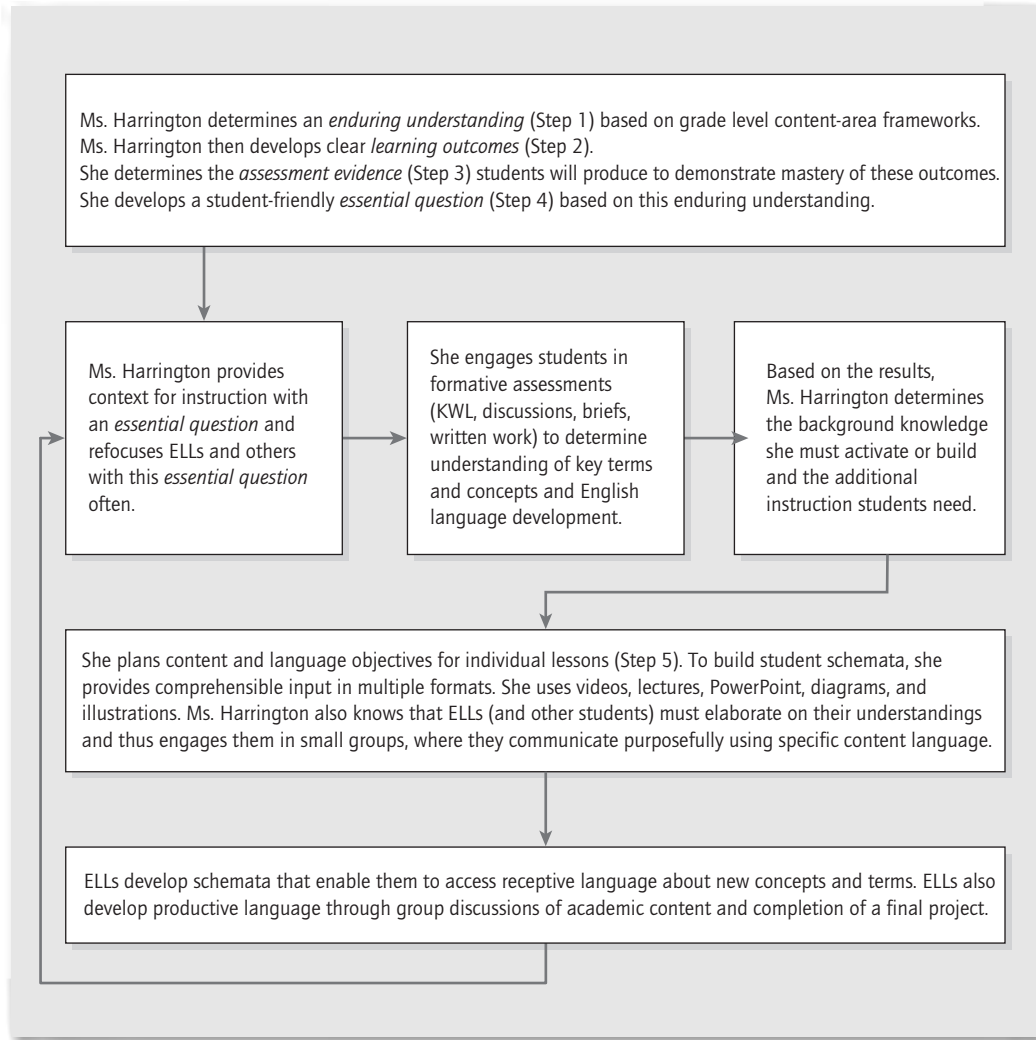 Ms. Harrington determines an enduring understanding (Step 1) based on grade level content-area frameworks.
Ms. Harrington then develops clear learning outcomes (Step 2).
She determines the assessment evidence (Step 3) students will produce to demonstrate mastery of these outcomes.
She develops a student-friendly essential question (Step 4) based on this enduring understanding.
Ms. Harrington provides
context for instruction with
an essential question and
refocuses ELLs and others
with this essential question
often.
She engages students in
formative assessments
(KWL, discussions, briefs,
written work) to determine
understanding of key terms
and concepts and English
language development.
Based on the results,
Ms. Harrington determines
the background knowledge
she must activate or build
and the additional
instruction students need.
She plans content and language objectives for individual lessons (Step 5). To build student schemata, she
provides comprehensible input in multiple formats. She uses videos, lectures, PowerPoint, diagrams, and
illustrations. Ms. Harrington also knows that ELLs (and other students) must elaborate on their understandings
and thus engages them in small groups, where they communicate purposefully using specific content language.
ELLs develop schemata that enable them to access receptive language about new concepts and terms. ELLs also
develop productive language through group discussions of academic content and completion of a final project.